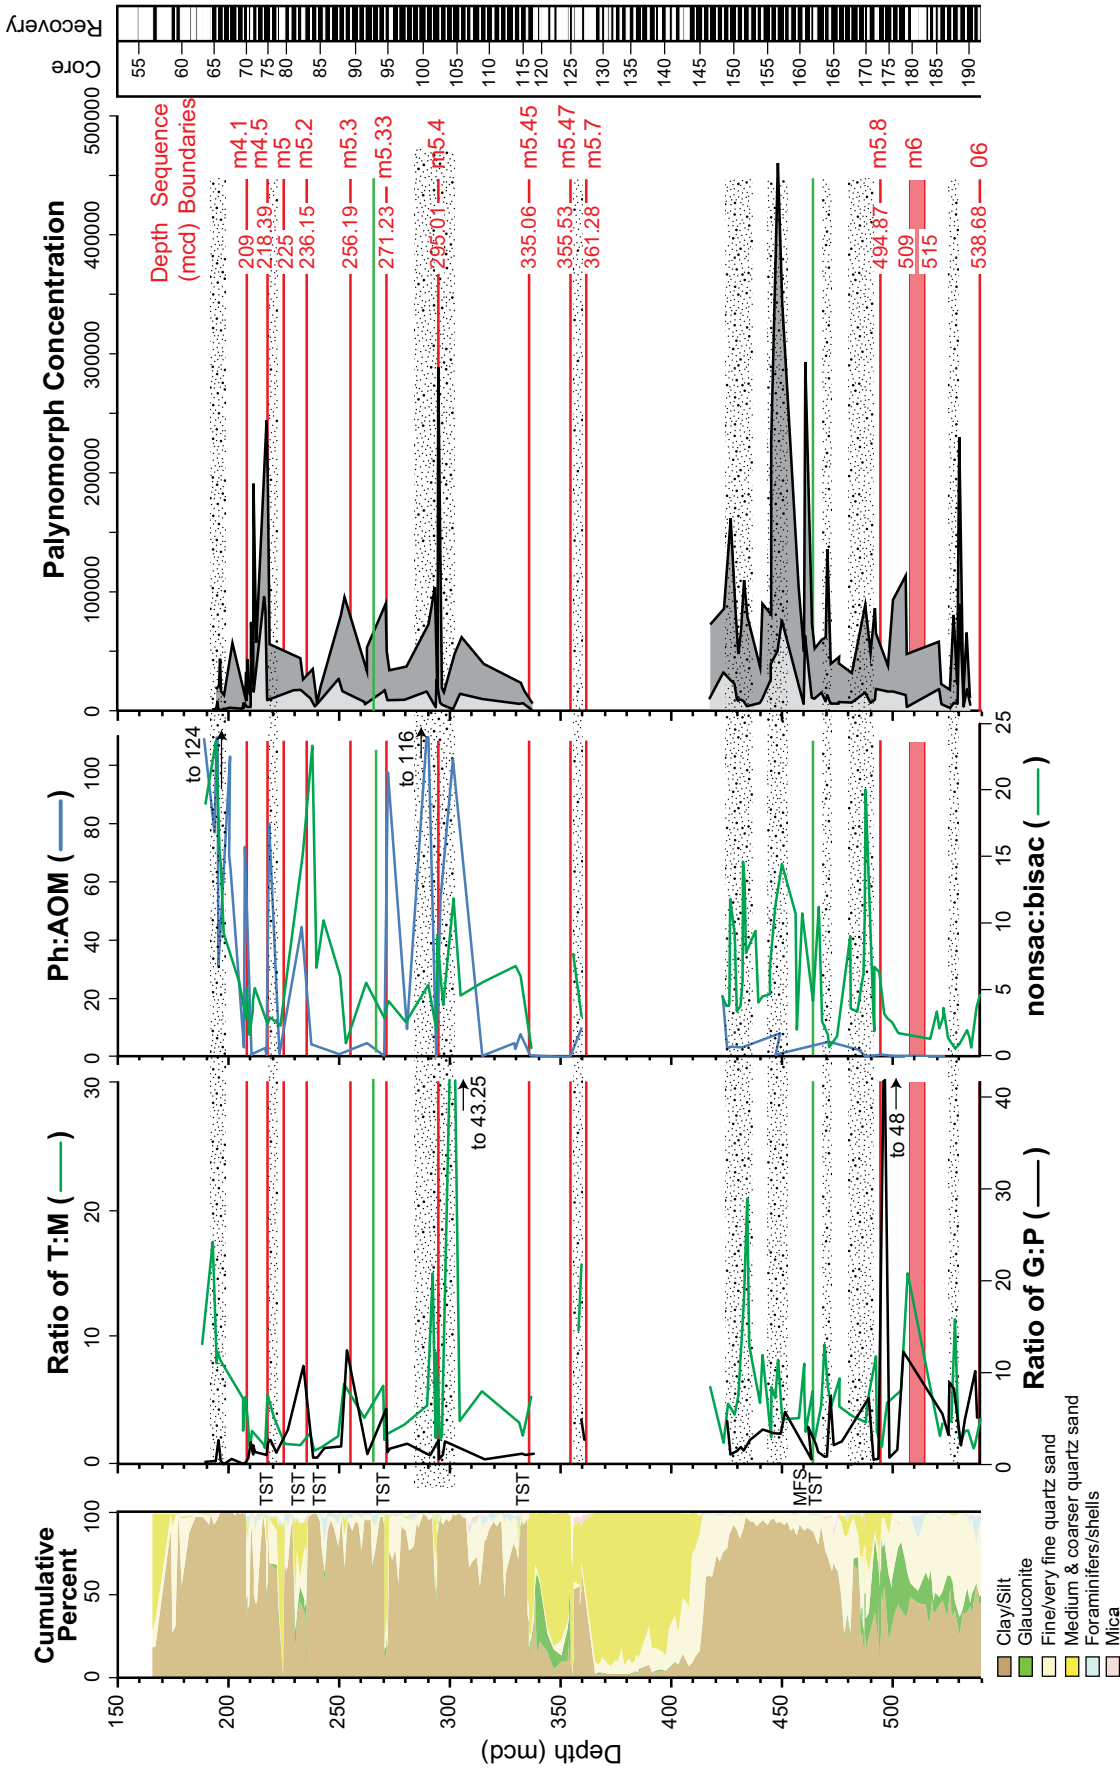 Recovery
Core
55 60 65 70 75 80 85 90 95 100 105 110 115 120 125 130 135 140 145 150 155 160 165 170 175 180 185 190
Palynomorph Concentration
0 100000 200000 300000 400000 500000
Depth Sequence
(mcd) Boundaries
209 m4.1
218.39 m4.5
225 m5
236.15 m5.2
256.19 m5.3
271.23 m5.33
295.01 m5.4
335.06 m5.45
355.53 m5.47
361.28 m5.7
494.87 m5.8
509 m6
515
538.68 06
Ph:AOM ( )
0 20 40 60 80 100
to 124
to 116
0 5 10 15 20 25
nonsac:bisac ( )
Ratio of T:M ( )
0 10 20 30
to 43.25
to 48
0 10 20 30 40
Ratio of G:P ( )
TST
TST
TST
TST
TST
MFS
TST
Cumulative
Percent
0 50 100
150 200 250 300 350 400 450 500
Depth (mcd)
Clay/Silt
Glauconite
Fine/very fine quartz sand
Medium & coarser quartz sand
Foraminifers/shells
Mica